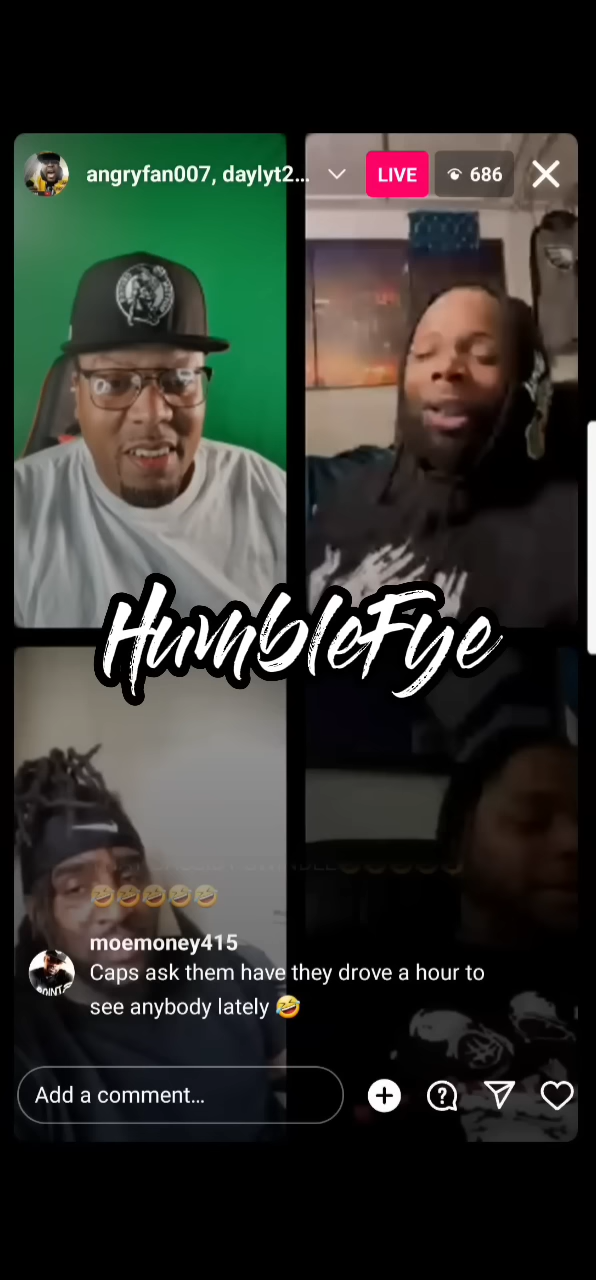 angryfan007, daylyt2...
LIVE
686
HumbleFye
🤣🤣🤣🤣🤣
moemoney415
Caps ask them have they drove a hour to
see anybody lately 🤣
Add a comment...